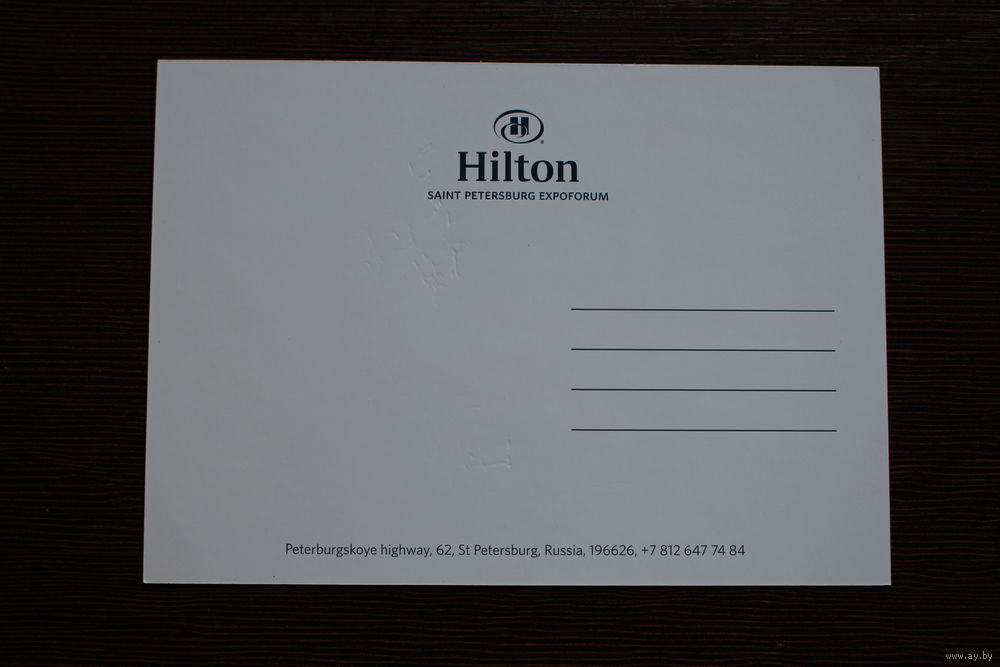 H
Hilton
SAINT PETERSBURG EXPOFORUM
Peterburgskoye highway, 62, St Petersburg, Russia, 196626, +7 812 647 74 84
www.ay.by